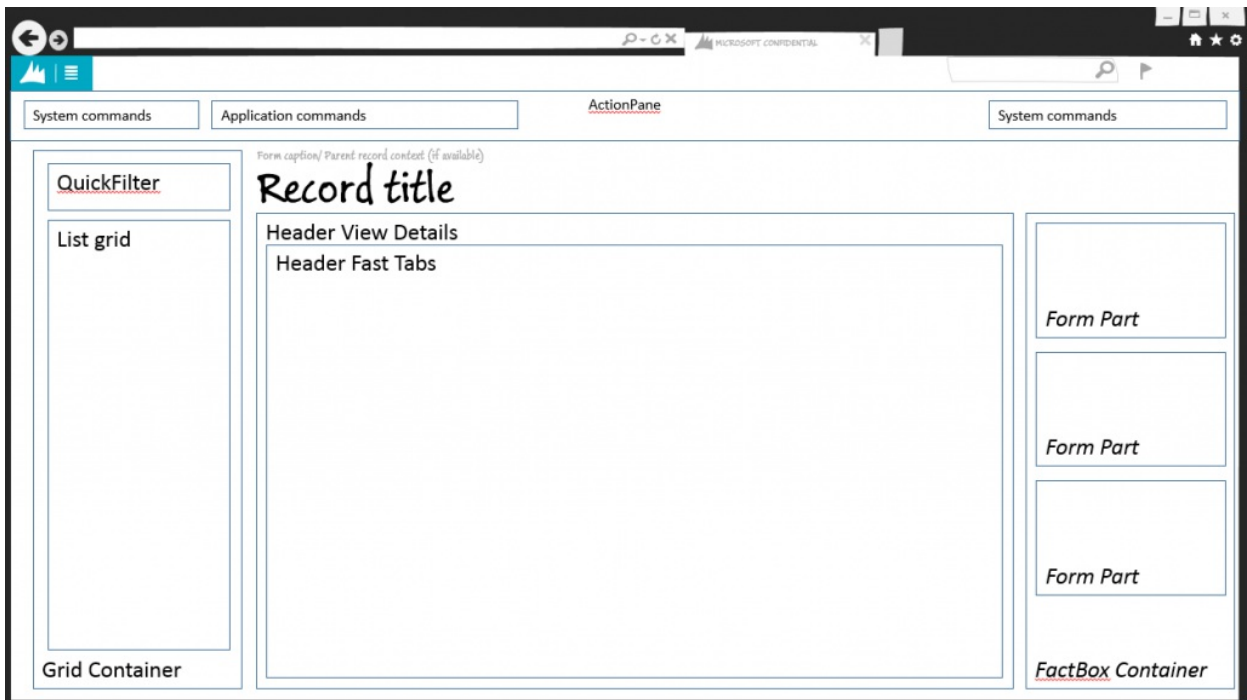 MICROSOFT CONFIDENTIAL
System commands
Application commands
ActionPane
System commands
QuickFilter
List grid
Grid Container
Form caption/ Parent record context (if available)
Record title
Header View Details
Header Fast Tabs
Form Part
Form Part
Form Part
FactBox Container